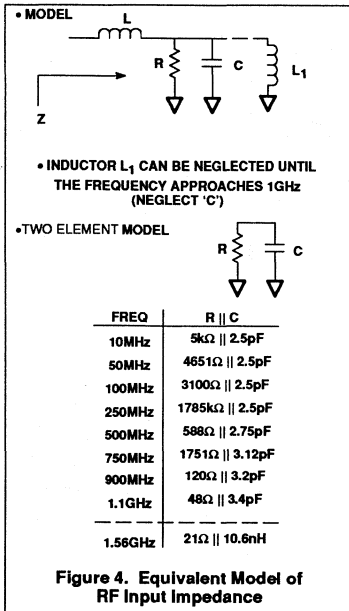 • MODEL
L
R
C
L1
Z
• INDUCTOR L1 CAN BE NEGLECTED UNTIL
THE FREQUENCY APPROACHES 1GHz
(NEGLECT ‘C’)
•TWO ELEMENT MODEL
R
C
FREQ R || C
10MHz 5kΩ || 2.5pF
50MHz 4651Ω || 2.5pF
100MHz 3100Ω || 2.5pF
250MHz 1785kΩ || 2.5pF
500MHz 588Ω || 2.75pF
750MHz 1751Ω || 3.12pF
900MHz 120Ω || 3.2pF
1.1GHz 48Ω || 3.4pF
1.56GHz 21Ω || 10.6nH
Figure 4. Equivalent Model of
RF Input Impedance